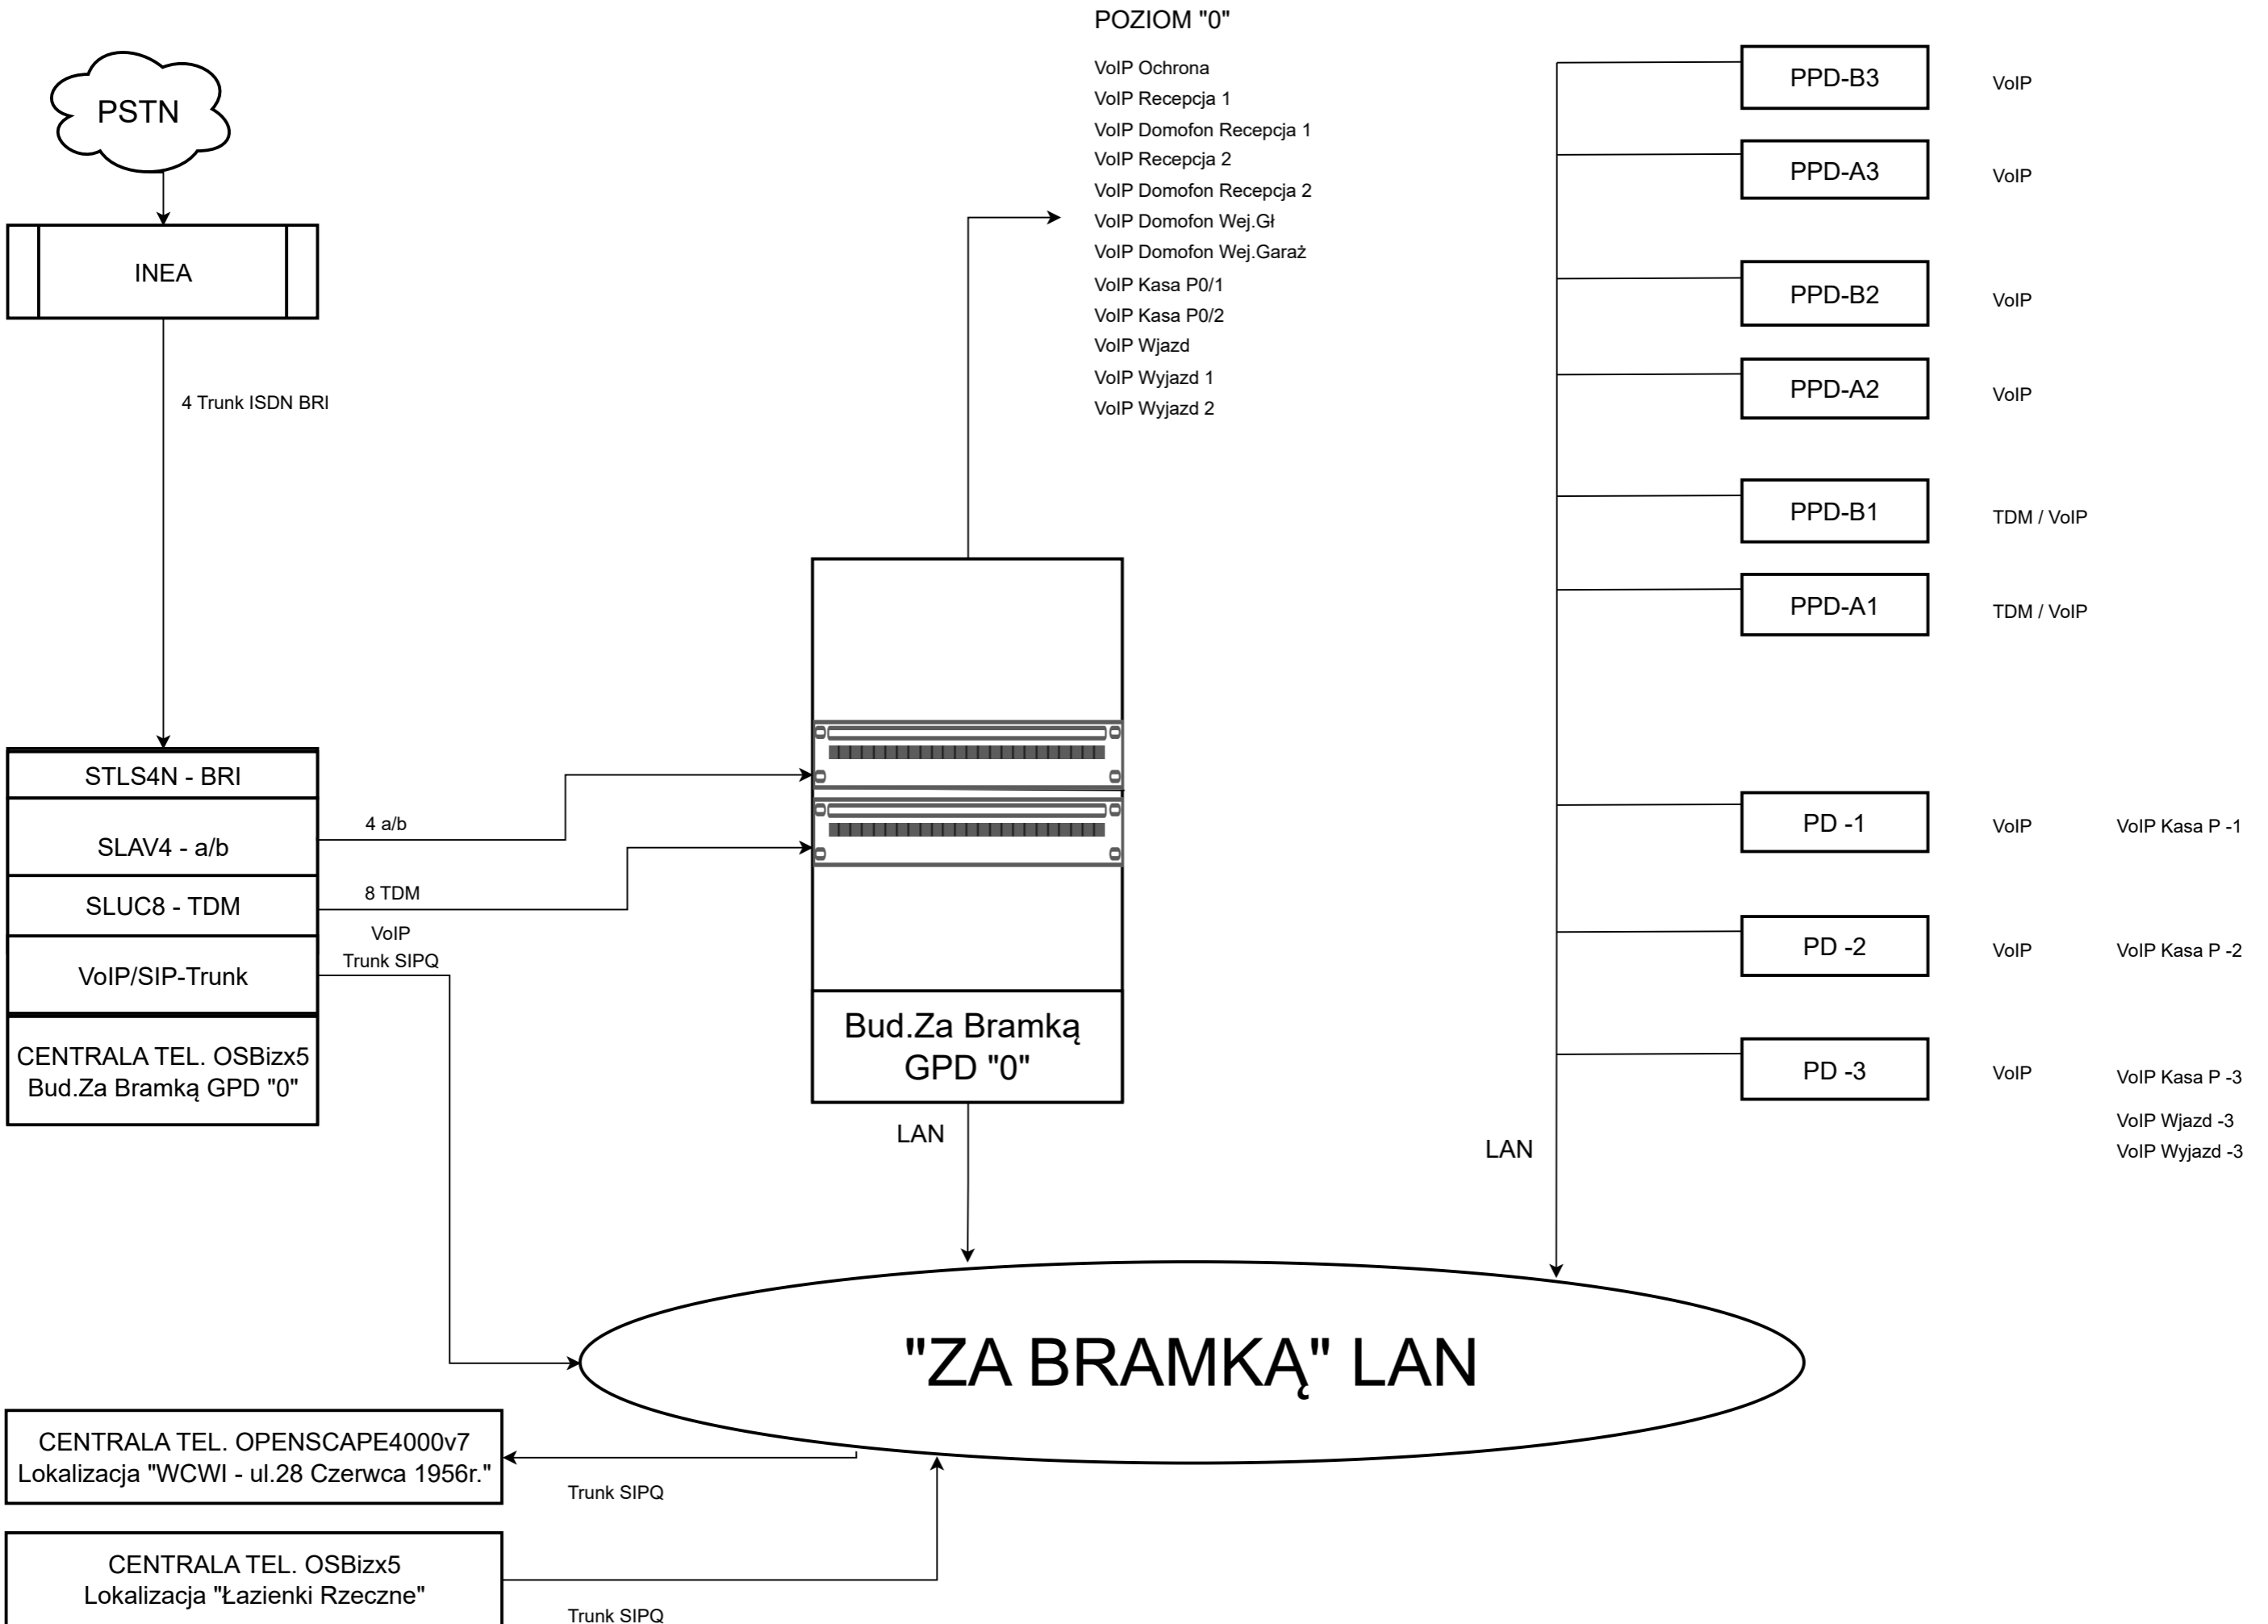 POZIOM "0"
VoIP Ochrona
VoIP Recepcja 1
VoIP Domofon Recepcja 1
VoIP Recepcja 2
VoIP Domofon Recepcja 2
VoIP Domofon Wej.Gł
VoIP Domofon Wej.Garaż
VoIP Kasa P0/1
VoIP Kasa P0/2
VoIP Wjazd
VoIP Wyjazd 1
VoIP Wyjazd 2
PSTN
INEA
4 Trunk ISDN BRI
STLS4N - BRI
SLAV4 - a/b
4 a/b
SLUC8 - TDM
8 TDM
VoIP
Trunk SIPQ
VoIP/SIP-Trunk
CENTRALA TEL. OSBizx5
Bud.Za Bramką GPD "0"
Bud.Za Bramką
GPD "0"
LAN
PPD-B3
VoIP
PPD-A3
VoIP
PPD-B2
VoIP
PPD-A2
VoIP
PPD-B1
TDM / VoIP
PPD-A1
TDM / VoIP
PD -1
VoIP
VoIP Kasa P -1
PD -2
VoIP
VoIP Kasa P -2
PD -3
VoIP
VoIP Kasa P -3
VoIP Wjazd -3
VoIP Wyjazd -3
LAN
"ZA BRAMKĄ" LAN
CENTRALA TEL. OPENSCAPE4000v7
Lokalizacja "WCWI - ul.28 Czerwca 1956r."
Trunk SIPQ
CENTRALA TEL. OSBizx5
Lokalizacja "Łazienki Rzeczne"
Trunk SIPQ